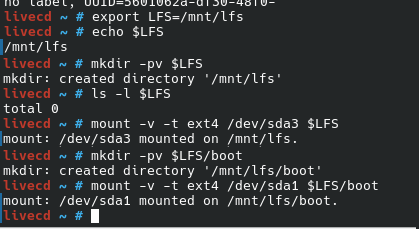 no label, UUID=5601062a-df30-48f0-
livecd ~ # export LFS=/mnt/lfs
livecd ~ # echo $LFS
/mnt/lfs
livecd ~ # mkdir -pv $LFS
mkdir: created directory '/mnt/lfs'
livecd ~ # ls -l $LFS
total 0
livecd ~ # mount -v -t ext4 /dev/sda3 $LFS
mount: /dev/sda3 mounted on /mnt/lfs.
livecd ~ # mkdir -pv $LFS/boot
mkdir: created directory '/mnt/lfs/boot'
livecd ~ # mount -v -t ext4 /dev/sda1 $LFS/boot
mount: /dev/sda1 mounted on /mnt/lfs/boot.
livecd ~ #